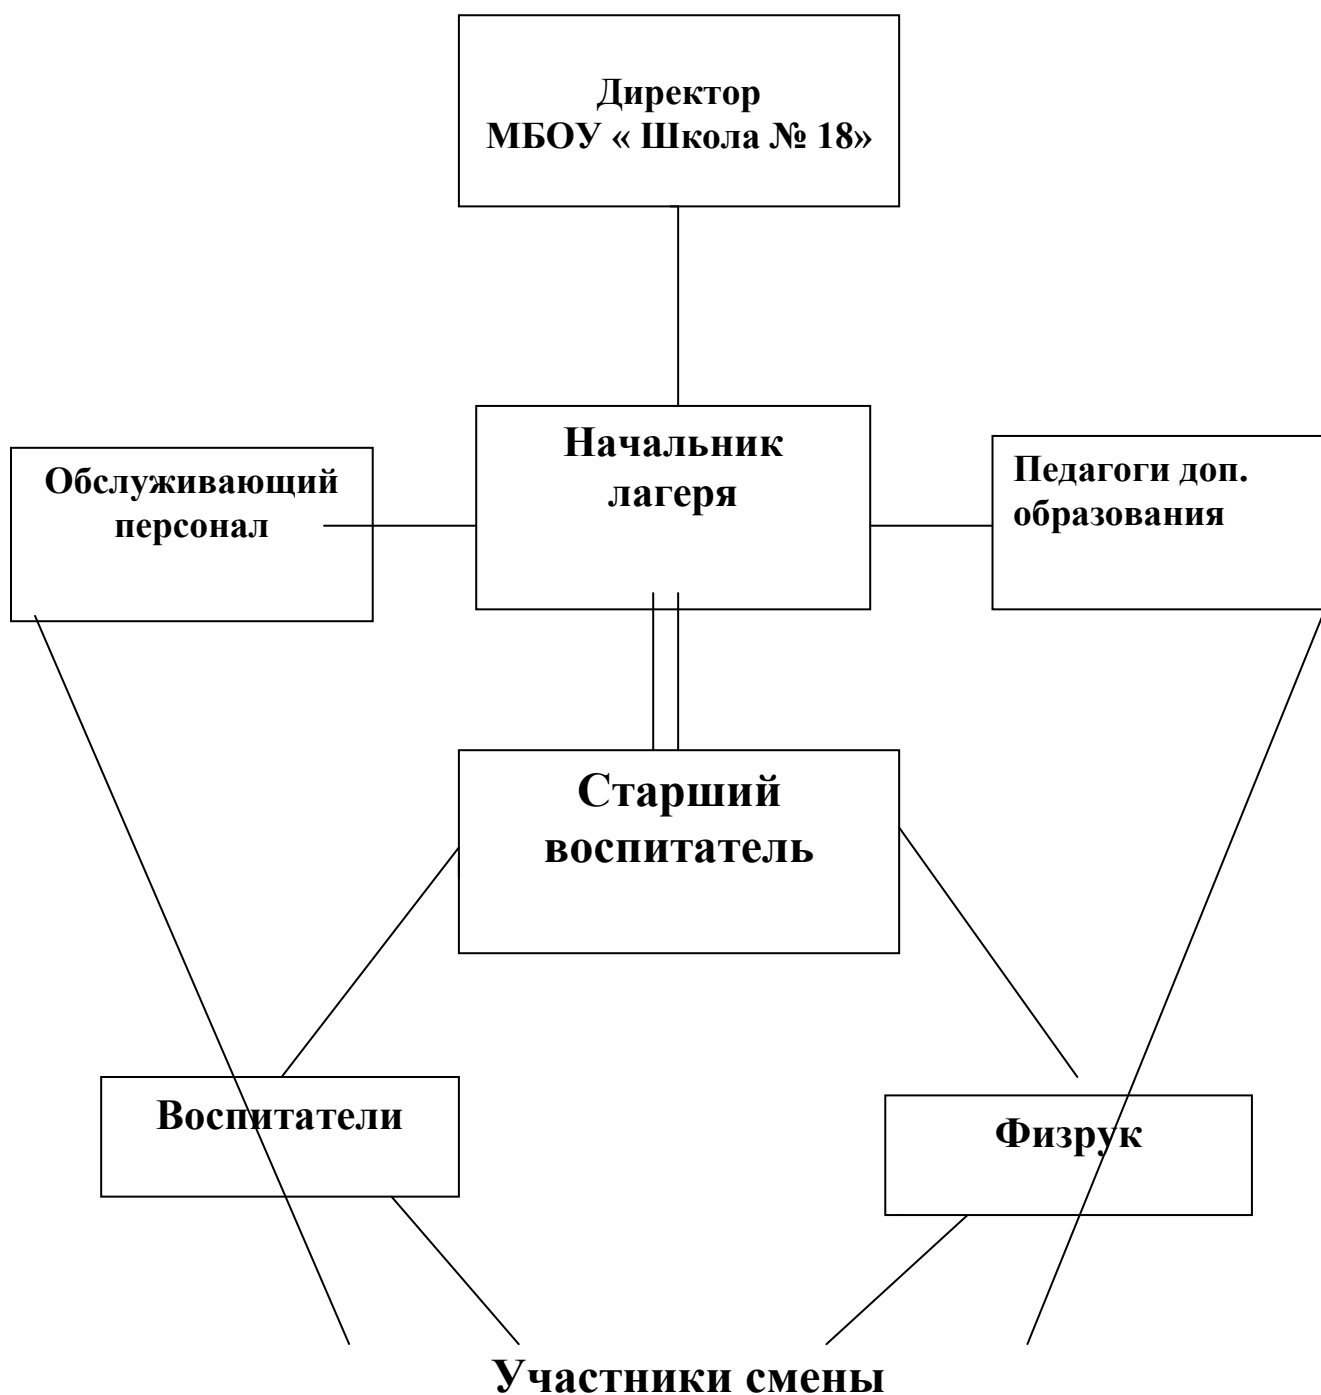 Директор
МБОУ « Школа № 18»
Начальник
лагеря
Обслуживающий
персонал
Педагоги доп.
образования
Старший
воспитатель
Воспитатели
Физрук
Участники смены